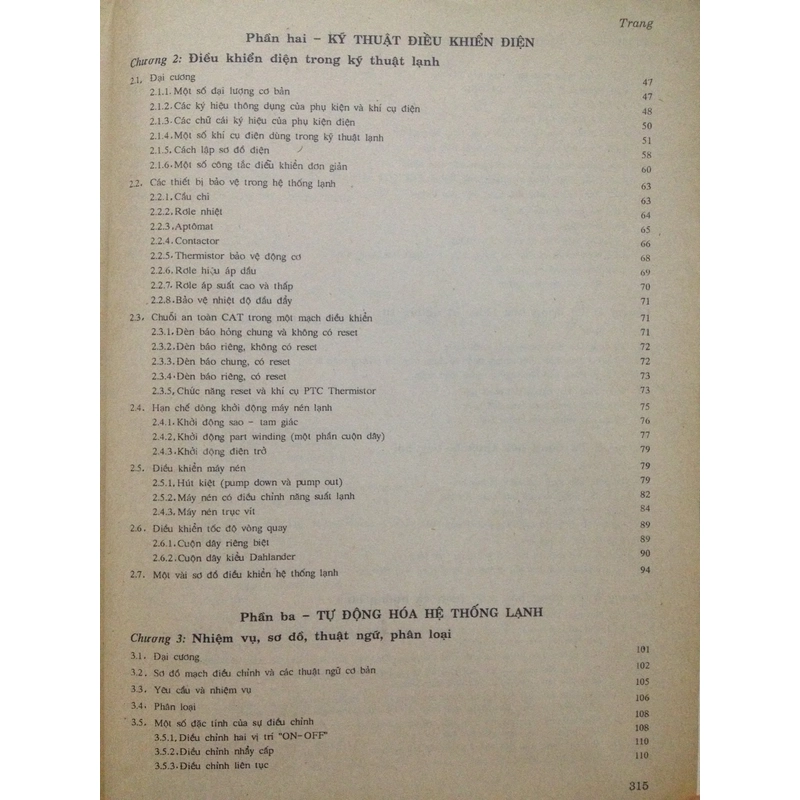 Trang
Phần hai – KỸ THUẬT ĐIỀU KHIỂN ĐIỆN
Chương 2: Điều khiển điện trong kỹ thuật lạnh
2.1. Đại cương 47
2.1.1. Một số đại lượng cơ bản 47
2.1.2. Các ký hiệu thông dụng của phụ kiện và khí cụ điện 48
2.1.3. Các chữ cái ký hiệu của phụ kiện điện 50
2.1.4. Một số khí cụ điện dùng trong kỹ thuật lạnh 51
2.1.5. Cách lập sơ đồ điện 58
2.1.6. Một số công tắc điều khiển đơn giản 60
2.2. Các thiết bị bảo vệ trong hệ thống lạnh 63
2.2.1. Cầu chì 63
2.2.2. Rơle nhiệt 64
2.2.3. Aptômat 65
2.2.4. Contactor 66
2.2.5. Thermistor bảo vệ động cơ 68
2.2.6. Rơle hiệu áp dầu 69
2.2.7. Rơle áp suất cao và thấp 70
2.2.8. Bảo vệ nhiệt độ đầu đẩy 71
2.3. Chuỗi an toàn CAT trong một mạch điều khiển 71
2.3.1. Đèn báo hỏng chung và không có reset 71
2.3.2. Đèn báo riêng, không có reset 72
2.3.3. Đèn báo chung, có reset 72
2.3.4. Đèn báo riêng, có reset 73
2.3.5. Chức năng reset và khí cụ PTC Thermistor 73
2.4. Hạn chế dòng khởi động máy nén lạnh 75
2.4.1. Khởi động sao – tam giác 76
2.4.2. Khởi động part winding (một phần cuộn dây) 77
2.4.3. Khởi động điện trở 79
2.5. Điều khiển máy nén 79
2.5.1. Hút kiệt (pump down và pump out) 79
2.5.2. Máy nén có điều chỉnh năng suất lạnh 82
2.4.3. Máy nén trục vít 84
2.6. Điều khiển tốc độ vòng quay 89
2.6.1. Cuộn dây riêng biệt 89
2.6.2. Cuộn dây kiểu Dahlander 90
2.7. Một vài sơ đồ điều khiển hệ thống lạnh 94
Phần ba – TỰ ĐỘNG HÓA HỆ THỐNG LẠNH
Chương 3: Nhiệm vụ, sơ đồ, thuật ngữ, phân loại
3.1. Đại cương 101
3.2. Sơ đồ mạch điều chỉnh và các thuật ngữ cơ bản 102
3.3. Yêu cầu và nhiệm vụ 105
3.4. Phân loại 106
3.5. Một số đặc tính của sự điều chỉnh 108
3.5.1. Điều chỉnh hai vị trí "ON-OFF" 108
3.5.2. Điều chỉnh nhảy cấp 110
3.5.3. Điều chỉnh liên tục 110
315